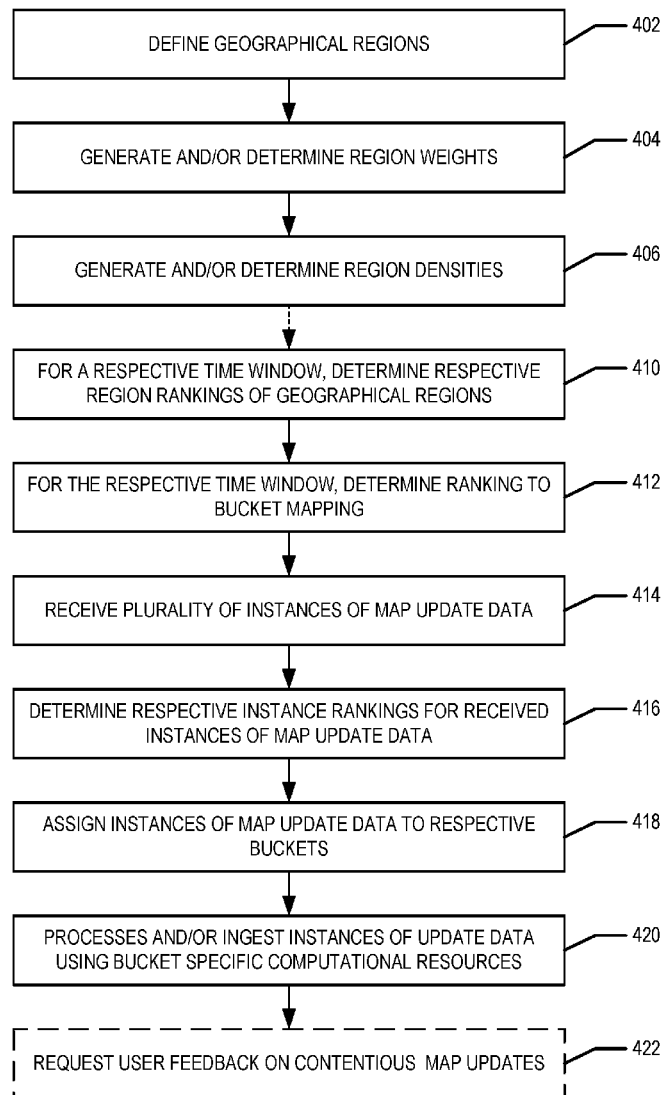 DEFINE GEOGRAPHICAL REGIONS
402
GENERATE AND/OR DETERMINE REGION WEIGHTS
404
GENERATE AND/OR DETERMINE REGION DENSITIES
406
FOR A RESPECTIVE TIME WINDOW, DETERMINE RESPECTIVE
REGION RANKINGS OF GEOGRAPHICAL REGIONS
410
FOR THE RESPECTIVE TIME WINDOW, DETERMINE RANKING TO
BUCKET MAPPING
412
RECEIVE PLURALITY OF INSTANCES OF MAP UPDATE DATA
414
DETERMINE RESPECTIVE INSTANCE RANKINGS FOR RECEIVED
INSTANCES OF MAP UPDATE DATA
416
ASSIGN INSTANCES OF MAP UPDATE DATA TO RESPECTIVE
BUCKETS
418
PROCESSES AND/OR INGEST INSTANCES OF UPDATE DATA
USING BUCKET SPECIFIC COMPUTATIONAL RESOURCES
420
REQUEST USER FEEDBACK ON CONTENTIOUS MAP UPDATES
422